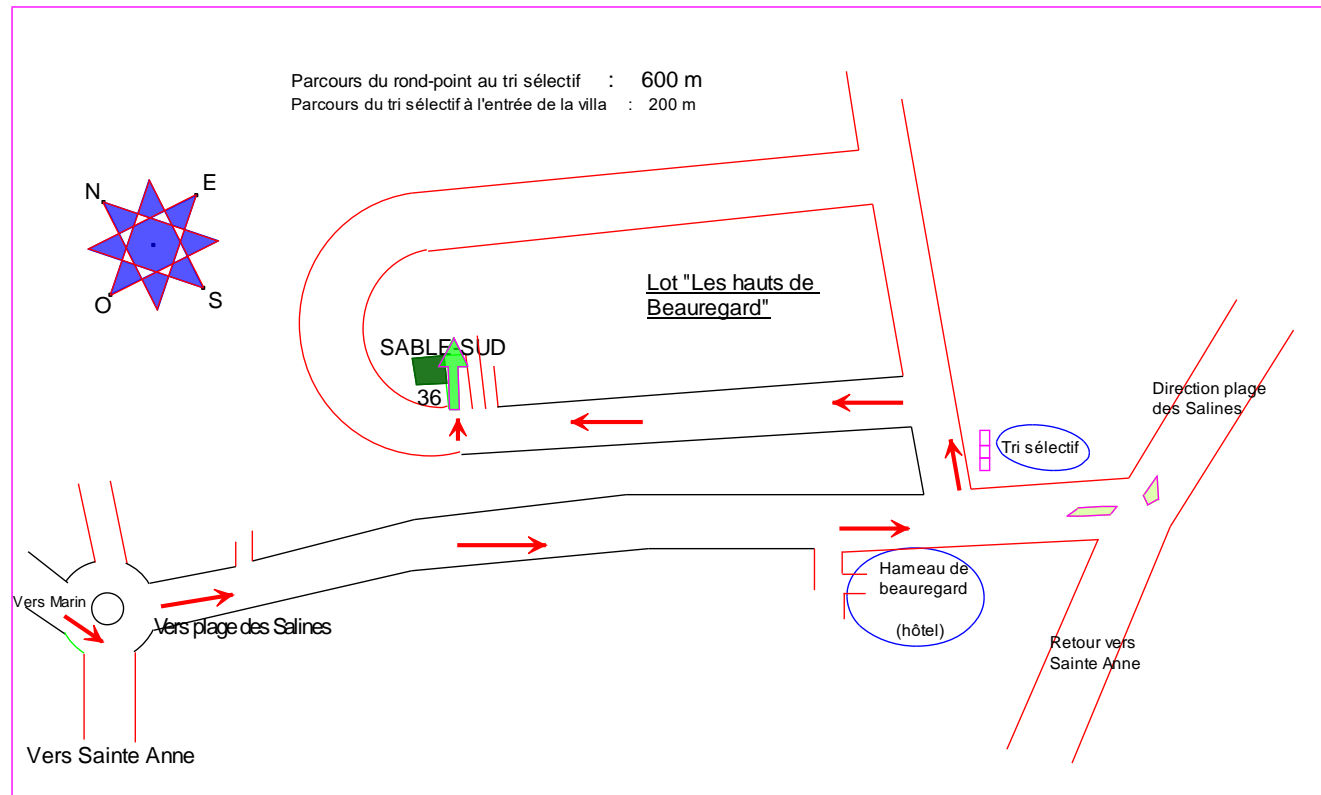 Parcours du rond-point au tri sélectif : 600 m
Parcours du tri sélectif à l'entrée de la villa : 200 m
N
E
O
S
Lot "Les hauts de
Beauregard"
SABLE-SUD
36
Direction plage
des Salines
Tri sélectif
Hameau de
beauregard
(hôtel)
Vers Marin
Vers plage des Salines
Retour vers
Sainte Anne
Vers Sainte Anne